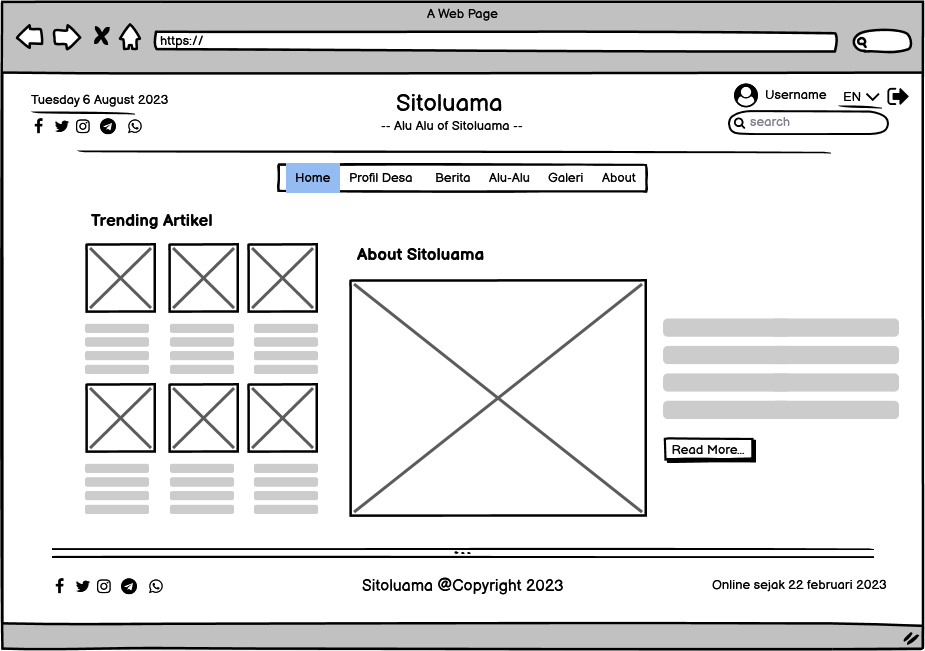 A Web Page
https://
Tuesday 6 August 2023
Sitoluama
-- Alu Alu of Sitoluama --
Username
EN
search
Home Profil Desa Berita Alu-Alu Galeri About
Trending Artikel
About Sitoluama
Read More...
Sitoluama @Copyright 2023
Online sejak 22 februari 2023